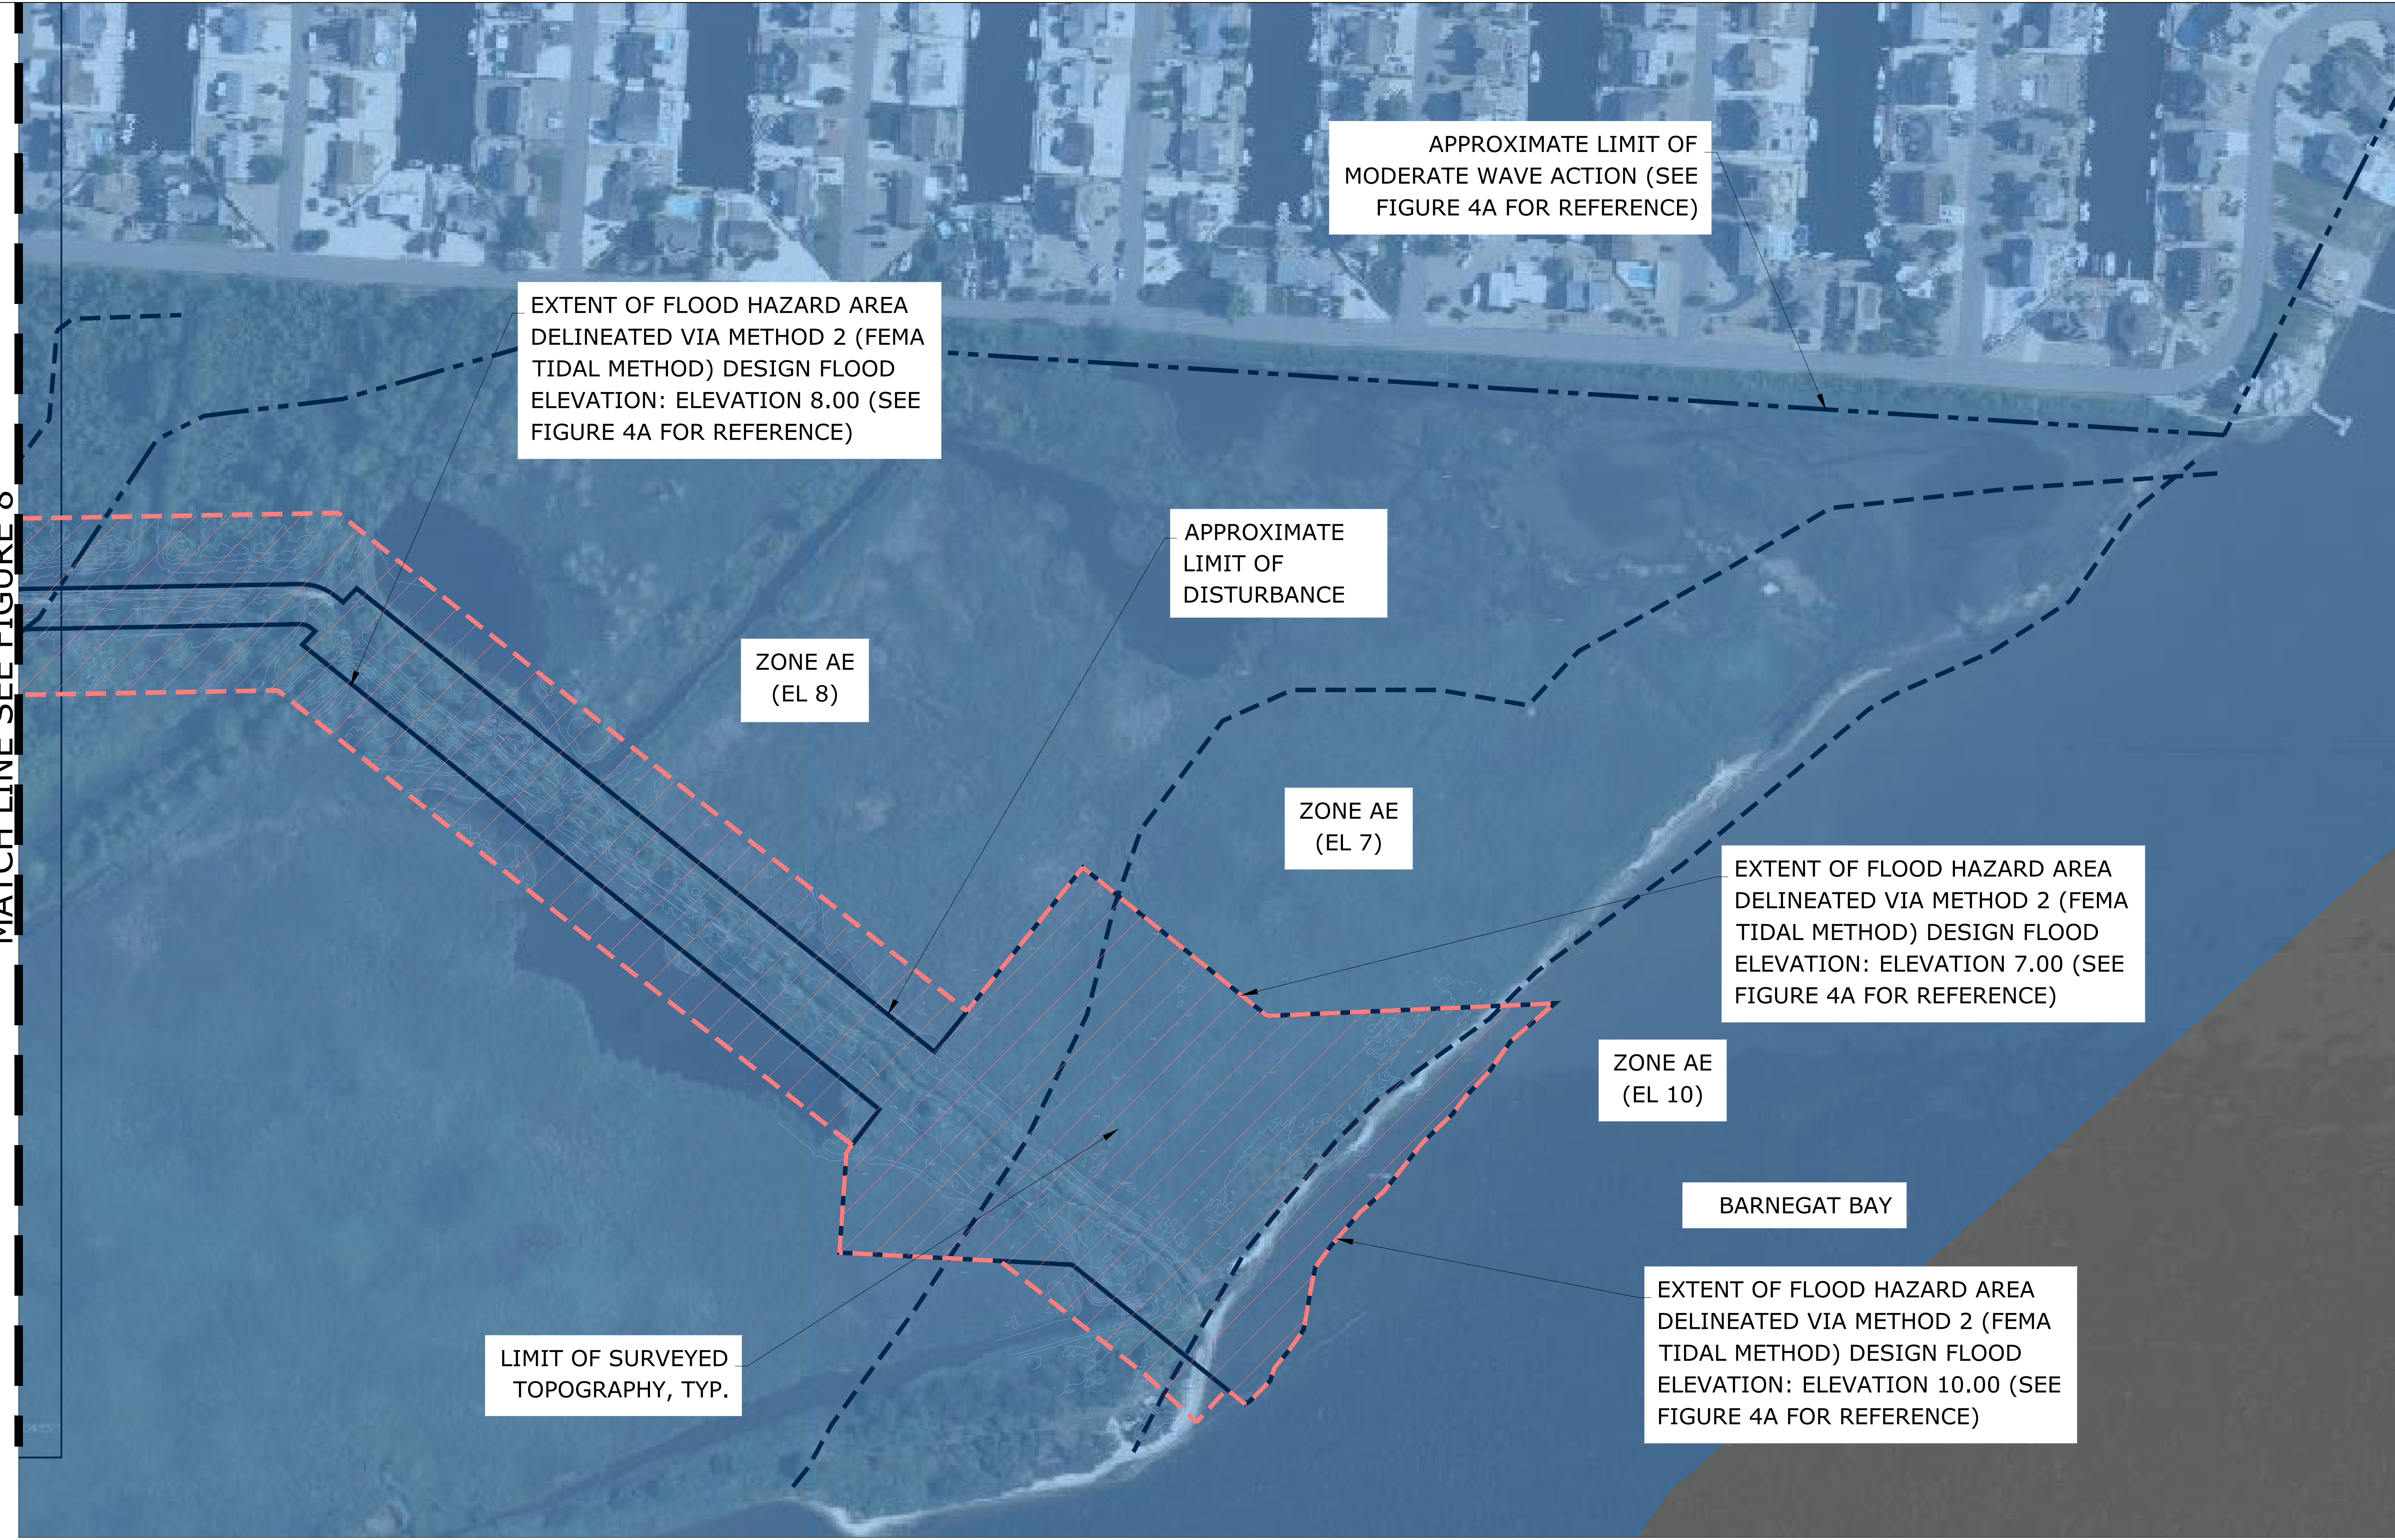 APPROXIMATE LIMIT OF
MODERATE WAVE ACTION (SEE
FIGURE 4A FOR REFERENCE)
EXTENT OF FLOOD HAZARD AREA
DELINEATED VIA METHOD 2 (FEMA
TIDAL METHOD) DESIGN FLOOD
ELEVATION: ELEVATION 8.00 (SEE
FIGURE 4A FOR REFERENCE)
MATCH LINE SEE FIGURE 8
APPROXIMATE
LIMIT OF
DISTURBANCE
ZONE AE
(EL 8)
ZONE AE
(EL 7)
EXTENT OF FLOOD HAZARD AREA
DELINEATED VIA METHOD 2 (FEMA
TIDAL METHOD) DESIGN FLOOD
ELEVATION: ELEVATION 7.00 (SEE
FIGURE 4A FOR REFERENCE)
ZONE AE
(EL 10)
BARNEGAT BAY
EXTENT OF FLOOD HAZARD AREA
DELINEATED VIA METHOD 2 (FEMA
TIDAL METHOD) DESIGN FLOOD
ELEVATION: ELEVATION 10.00 (SEE
FIGURE 4A FOR REFERENCE)
LIMIT OF SURVEYED
TOPOGRAPHY, TYP.